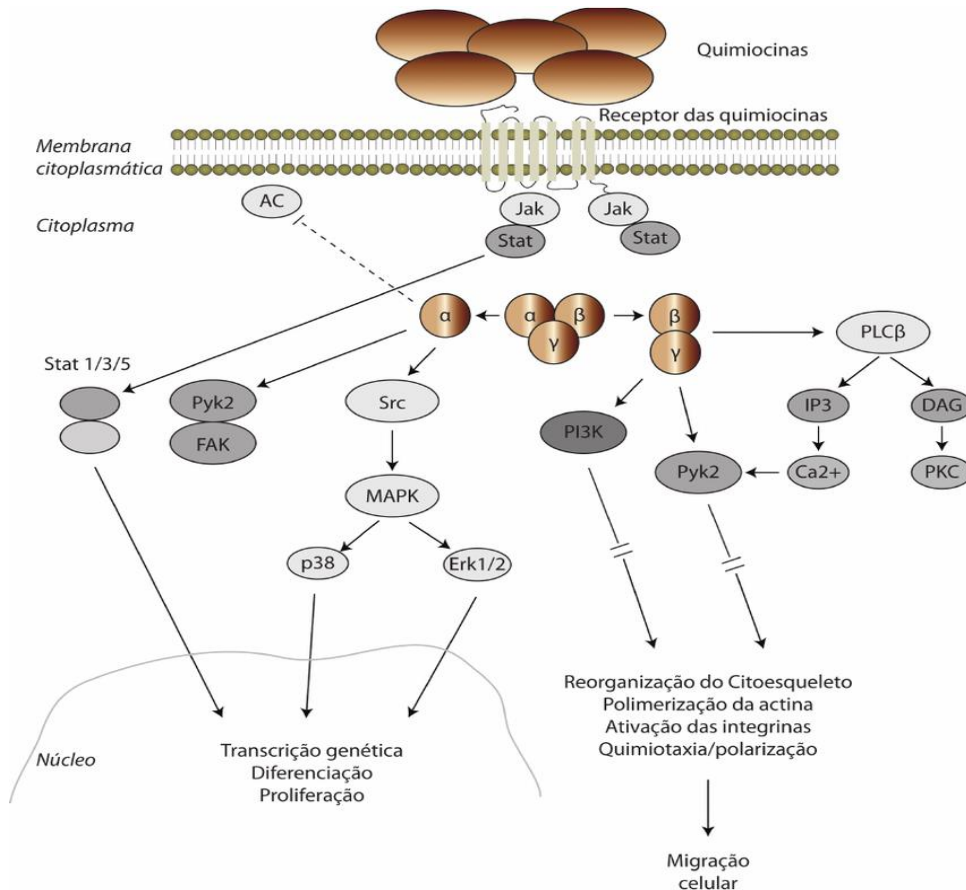 Quimiocinas
Receptor das quimiocinas
Membrana
citoplasmática
AC
Jak
Jak
Citoplasma
Stat
Stat
α
α
β
γ
β
γ
PLCβ
Stat 1/3/5
Pyk2
FAK
Src
IP3
DAG
PI3K
Pyk2
Ca2+
PKC
MAPK
p38
Erk1/2
Reorganização do Citoesqueleto
Polimerização da actina
Ativação das integrinas
Quimiotaxia/polarização
Núcleo
Transcrição genética
Diferenciação
Proliferação
Migração
celular